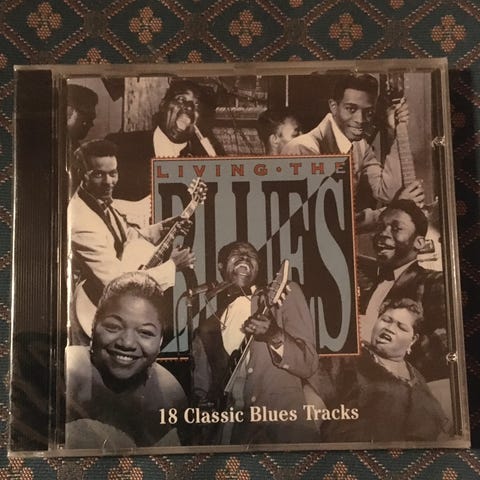 LIVING • THE
BLUES
18 Classic Blues Tracks